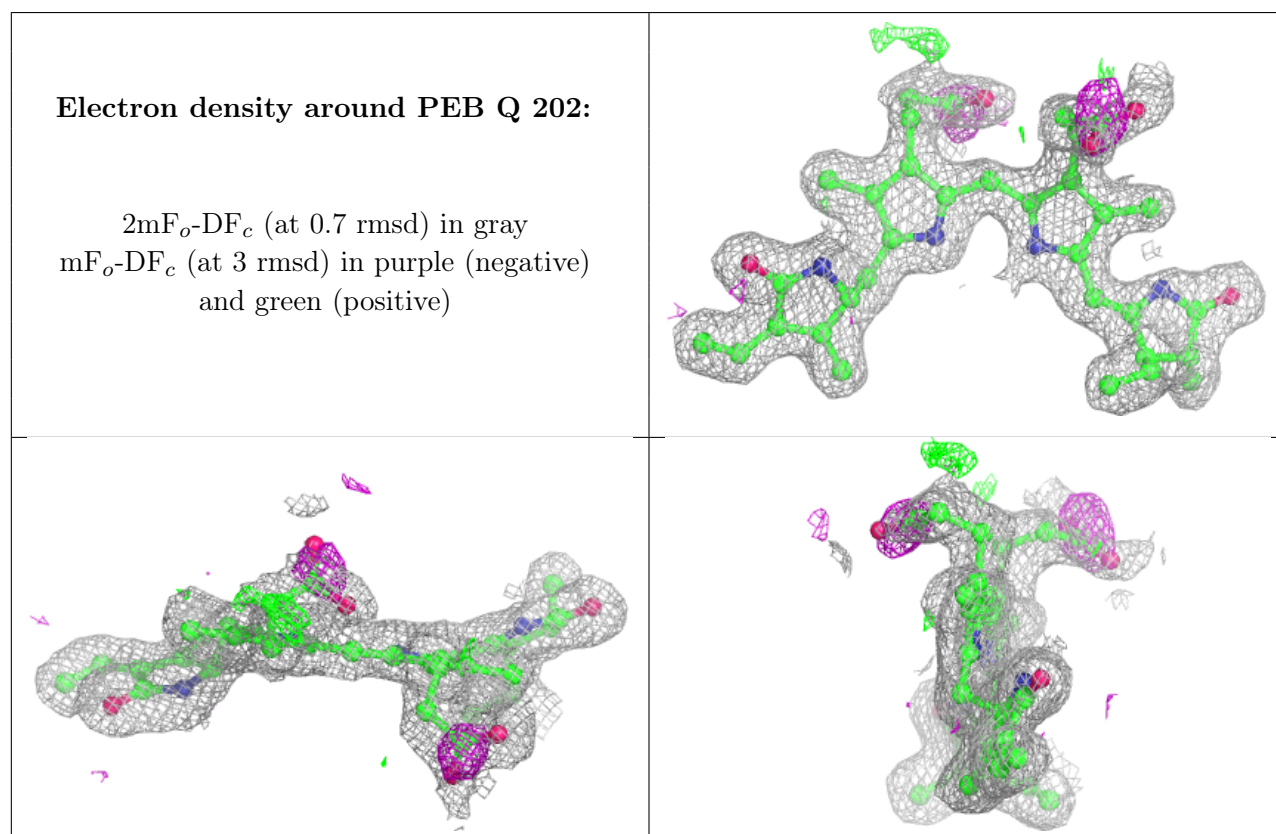 Electron density around PEB Q 202:
2mFo-DFc (at 0.7 rmsd) in gray
mFo-DFc (at 3 rmsd) in purple (negative)
and green (positive)